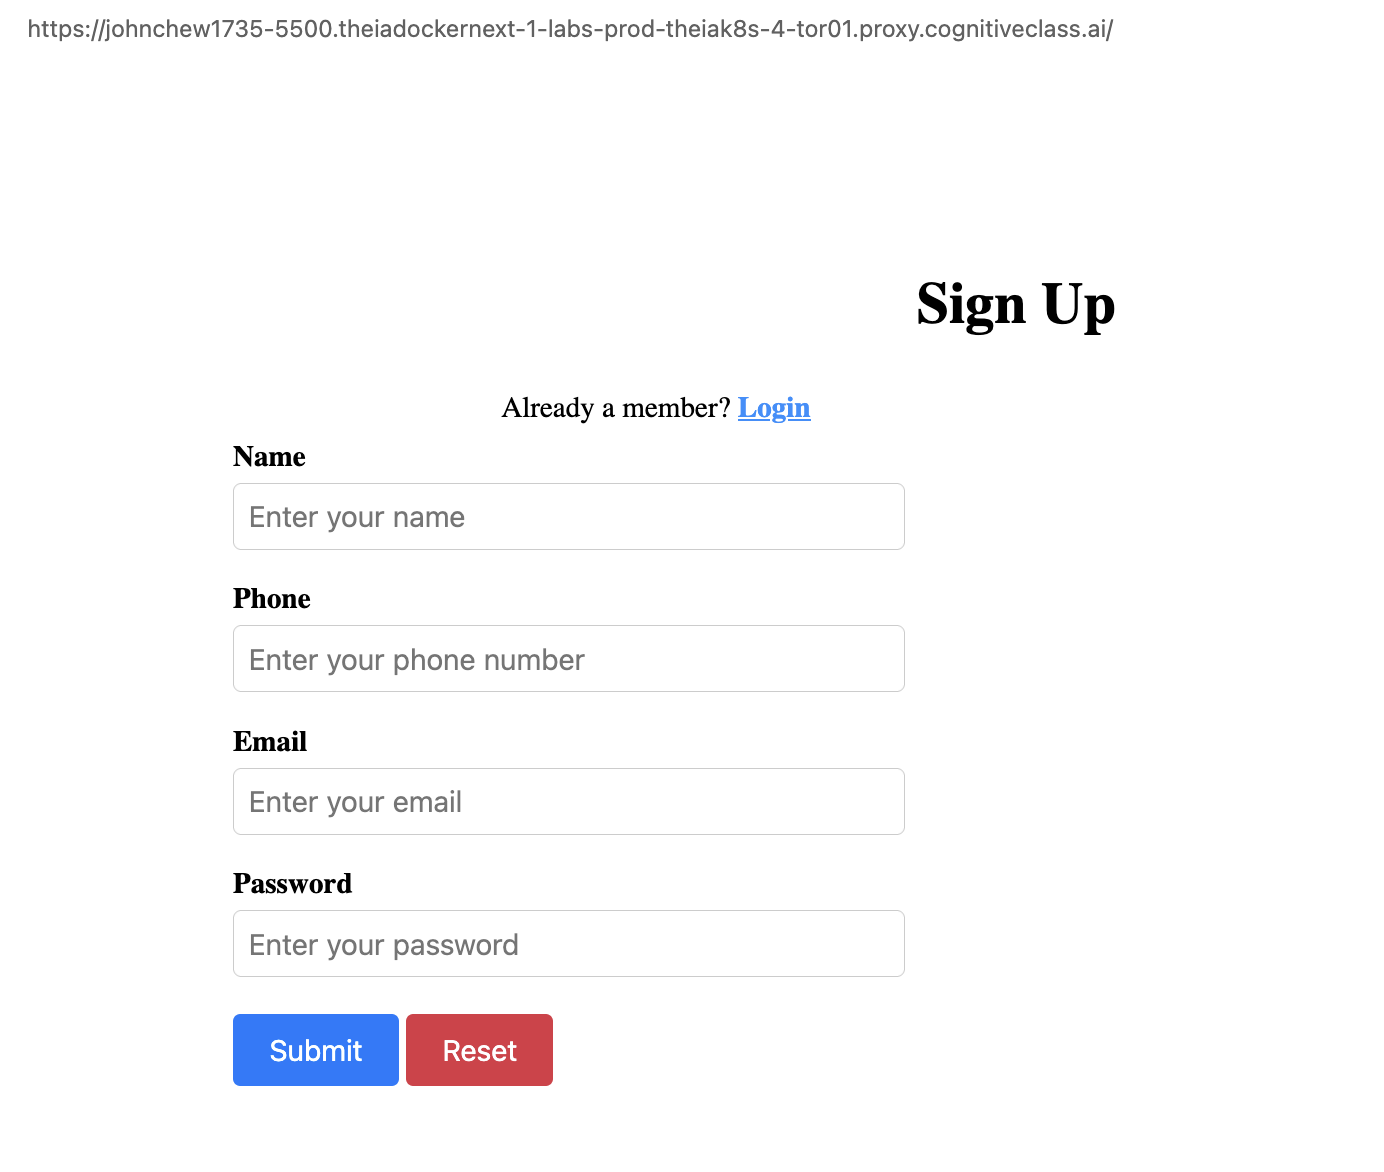 https://johnchew1735-5500.theiadockernext-1-labs-prod-theiak8s-4-tor01.proxy.cognitiveclass.ai/
Sign Up
Already a member? Login
Name
Enter your name
Phone
Enter your phone number
Email
Enter your email
Password
Enter your password
Submit Reset